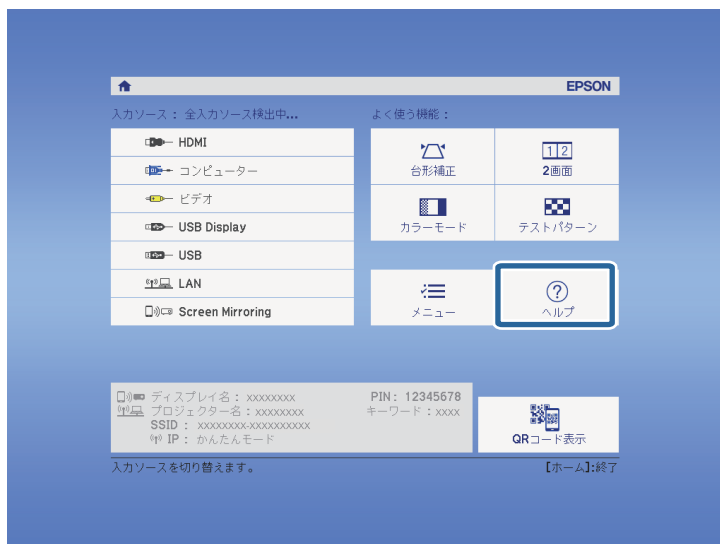 EPSON
入力ソース： 全入力ソース検出中...
HDMI
コンピューター
ビデオ
USB Display
USB
LAN
Screen Mirroring
よく使う機能：
台形補正
1 2
2画面
カラーモード
テストパターン
メニュー
?
ヘルプ
ディスプレイ名： xxxxxxxx
プロジェクター名：xxxxxxxx
SSID： xxxxxxxx-xxxxxxxxxx
IP： かんたんモード
PIN： 12345678
キーワード：xxxx
QRコード表示
入力ソースを切り替えます。
【ホーム】:終了